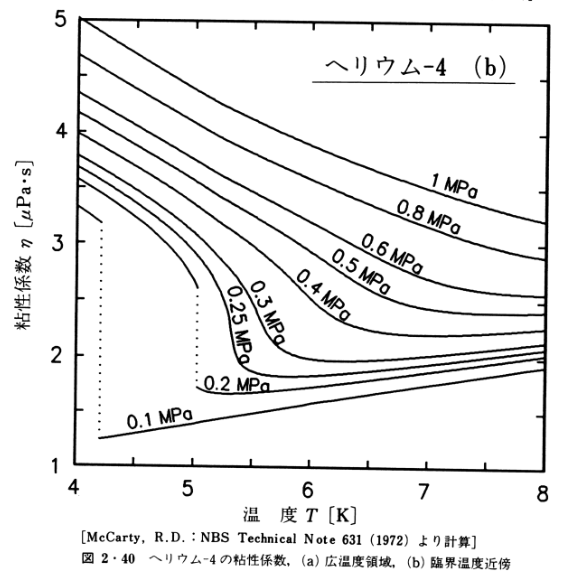 ヘリウム-4 (b)
粘性係数 η [μPa·s]
5
4
3
2
1
1 MPa
0.8 MPa
0.6 MPa
0.5 MPa
0.4 MPa
0.3 MPa
0.25 MPa
0.2 MPa
0.1 MPa
4 5 6 7 8
温 度 T [K]
[McCarty, R.D.：NBS Technical Note 631 (1972) より計算]
図 2・40 ヘリウム-4の粘性係数, (a) 広温度領域, (b) 臨界温度近傍